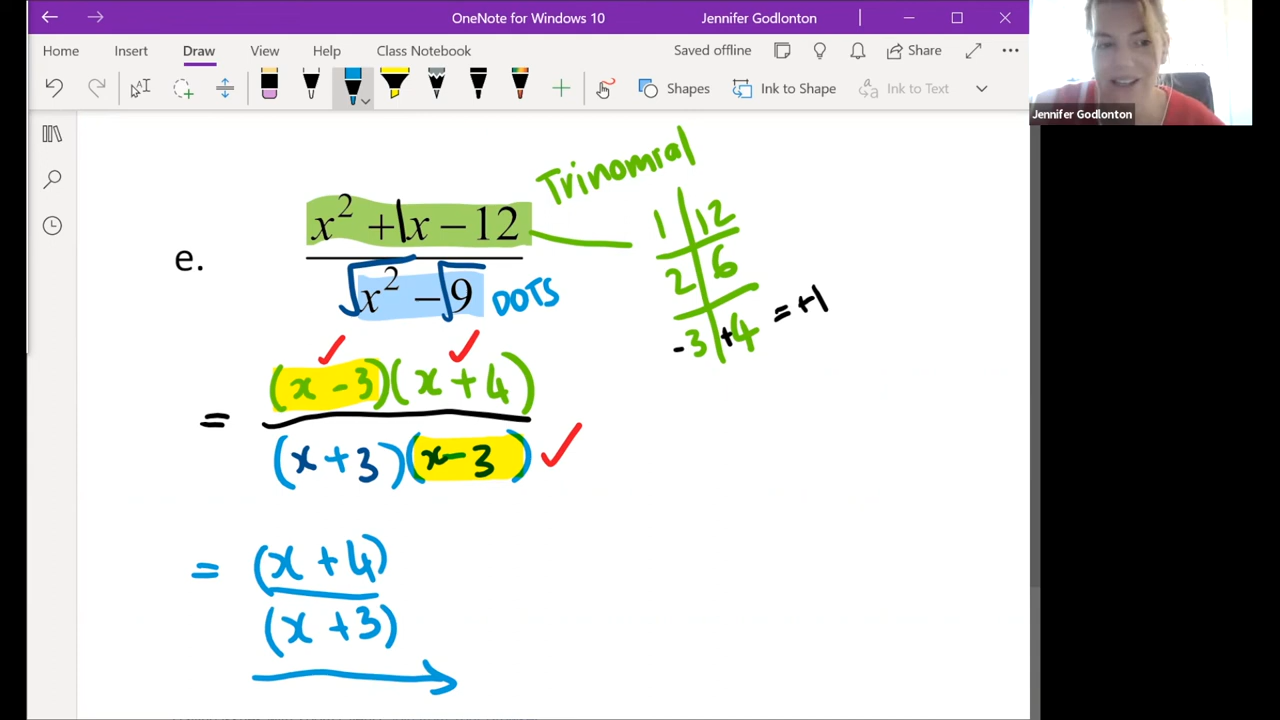 OneNote for Windows 10
Jennifer Godlonton
Home Insert Draw View Help Class Notebooks
Saved offline
Share
Shapes
Ink to Shape
Ink to Text
Jennifer Godlonton
Trinomial
e.
x² + 1x − 12
√x² − √9
DOTS
1 | 12
2 | 6
-3 | +4 = +1
= (x - 3)(x + 4)
(x + 3)(x - 3)
= (x + 4)
(x + 3)